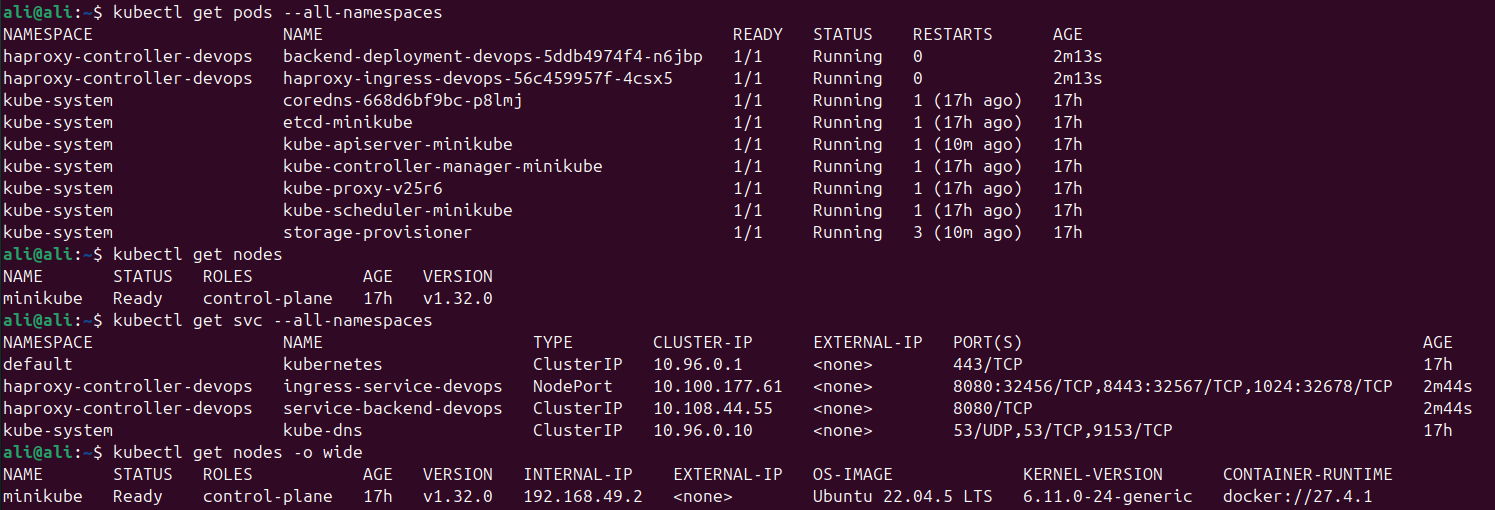 ali@ali:~$ kubectl get pods --all-namespaces
NAMESPACE                   NAME                                         READY   STATUS    RESTARTS      AGE
haproxy-controller-devops   backend-deployment-devops-5ddb4974f4-n6jbp   1/1     Running   0             2m13s
haproxy-controller-devops   haproxy-ingress-devops-56c459957f-4csx5      1/1     Running   0             2m13s
kube-system                 coredns-668d6bf9bc-p8lmj                     1/1     Running   1 (17h ago)   17h
kube-system                 etcd-minikube                                1/1     Running   1 (17h ago)   17h
kube-system                 kube-apiserver-minikube                      1/1     Running   1 (10m ago)   17h
kube-system                 kube-controller-manager-minikube             1/1     Running   1 (17h ago)   17h
kube-system                 kube-proxy-v25r6                             1/1     Running   1 (17h ago)   17h
kube-system                 kube-scheduler-minikube                      1/1     Running   1 (17h ago)   17h
kube-system                 storage-provisioner                          1/1     Running   3 (10m ago)   17h
ali@ali:~$ kubectl get nodes
NAME       STATUS   ROLES           AGE   VERSION
minikube   Ready    control-plane   17h   v1.32.0
ali@ali:~$ kubectl get svc --all-namespaces
NAMESPACE                   NAME                     TYPE        CLUSTER-IP      EXTERNAL-IP   PORT(S)                                        AGE
default                     kubernetes               ClusterIP   10.96.0.1       <none>        443/TCP                                        17h
haproxy-controller-devops   ingress-service-devops   NodePort    10.100.177.61   <none>        8080:32456/TCP,8443:32567/TCP,1024:32678/TCP   2m44s
haproxy-controller-devops   service-backend-devops   ClusterIP   10.108.44.55    <none>        8080/TCP                                       2m44s
kube-system                 kube-dns                 ClusterIP   10.96.0.10      <none>        53/UDP,53/TCP,9153/TCP                         17h
ali@ali:~$ kubectl get nodes -o wide
NAME       STATUS   ROLES           AGE   VERSION   INTERNAL-IP    EXTERNAL-IP   OS-IMAGE             KERNEL-VERSION      CONTAINER-RUNTIME
minikube   Ready    control-plane   17h   v1.32.0   192.168.49.2   <none>        Ubuntu 22.04.5 LTS   6.11.0-24-generic   docker://27.4.1